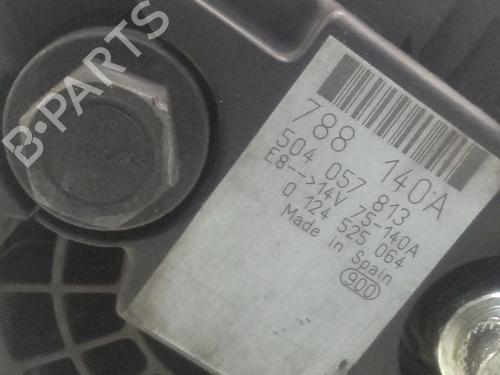 B-PARTS
788 140A
504 057 813
E8-->14V 75-140A
0 124 525 064
Made in Spain
900